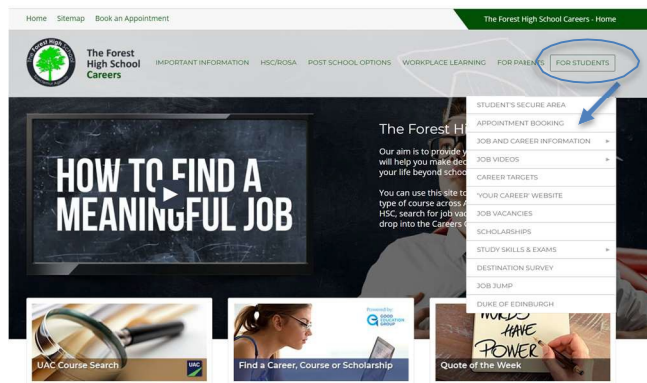 Home Sitemap Book an Appointment
The Forest High School Careers - Home
The Forest
High School
Careers
IMPORTANT INFORMATION HSC/ROSA POST SCHOOL OPTIONS WORKPLACE LEARNING FOR PARENTS FOR STUDENTS
STUDENT'S SECURE AREA
APPOINTMENT BOOKING
JOB AND CAREER INFORMATION
JOB VIDEOS
CAREER TARGETS
'YOUR CAREER' WEBSITE
JOB VACANCIES
SCHOLARSHIPS
STUDY SKILLS & EXAMS
DESTINATION SURVEY
JOB JUMP
DUKE OF EDINBURGH
HOW TO FIND A
MEANINGFUL JOB
The Forest Hi
Our aim is to provide y
will help you make dec
your life beyond schoo
You can use this site to
type of course across A
HSC, search for job vac
drop into the Careers
UAC Course Search
UAC
Powered by:
GOOD
EDUCATION
GROUP
Find a Career, Course or Scholarship
WORDS
HAVE
POWER
Quote of the Week